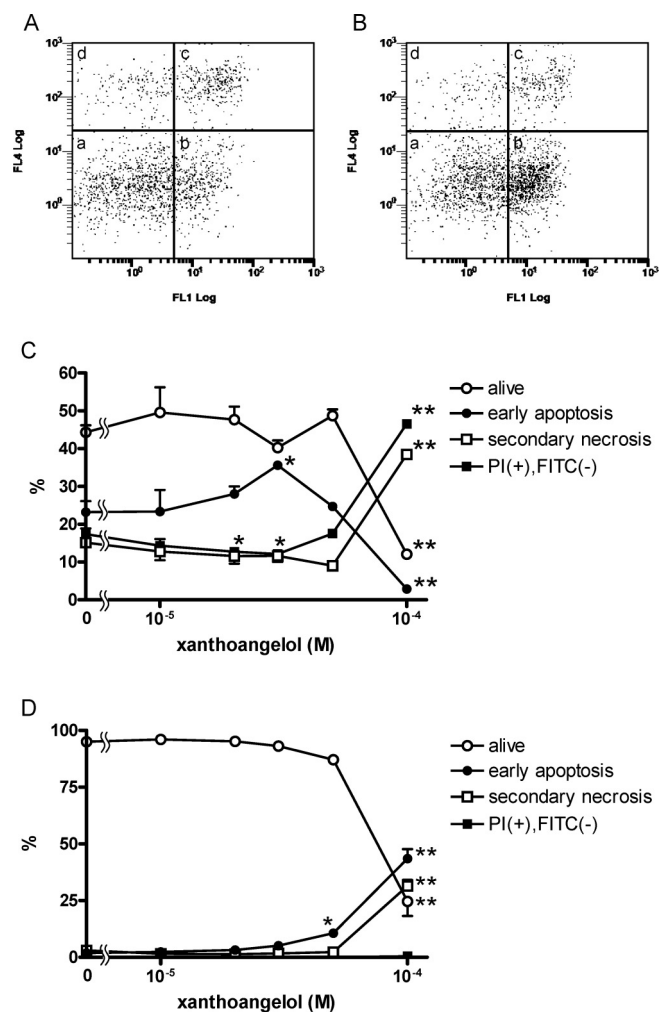 A
B
10³
10²
10⁰
FL4 Log
d
c
a
b
10⁰
10¹
10²
10³
FL1 Log
10³
10²
10⁰
FL4 Log
d
c
a
b
10⁰
10¹
10²
10³
FL1 Log
C
60
50
40
30
20
10
0
%
*
*
*
**
**
**
**
0
10⁻⁵
10⁻⁴
xanthoangelol (M)
alive
early apoptosis
secondary necrosis
PI(+),FITC(-)
D
100
75
50
25
0
%
*
**
**
**
0
10⁻⁵
10⁻⁴
xanthoangelol (M)
alive
early apoptosis
secondary necrosis
PI(+),FITC(-)